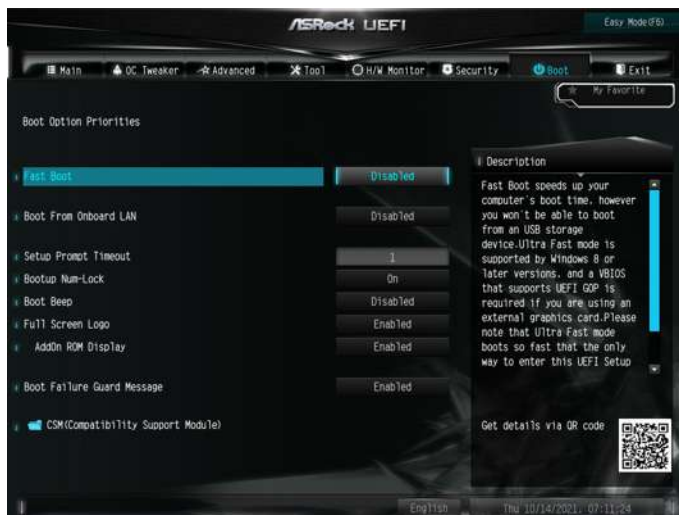 ASRock UEFI
Easy Mode(F6)
Main
OC Tweaker
Advanced
Tool
H/W Monitor
Security
Boot
Exit
My Favorite
Boot Option Priorities
Fast Boot
Disabled
Boot From Onboard LAN
Disabled
Setup Prompt Timeout
1
Bootup Num-Lock
On
Boot Beep
Disabled
Full Screen Logo
Enabled
AddOn ROM Display
Enabled
Boot Failure Guard Message
Enabled
CSM(Compatibility Support Module)
Description
Fast Boot speeds up your
computer's boot time, however
you won't be able to boot
from an USB storage
device.Ultra Fast mode is
supported by Windows 8 or
later versions, and a VBIOS
that supports UEFI GOP is
required if you are using an
external graphics card.Please
note that Ultra Fast mode
boots so fast that the only
way to enter this UEFI Setup
Get details via QR code
English
Thu 10/14/2021, 07:11:24